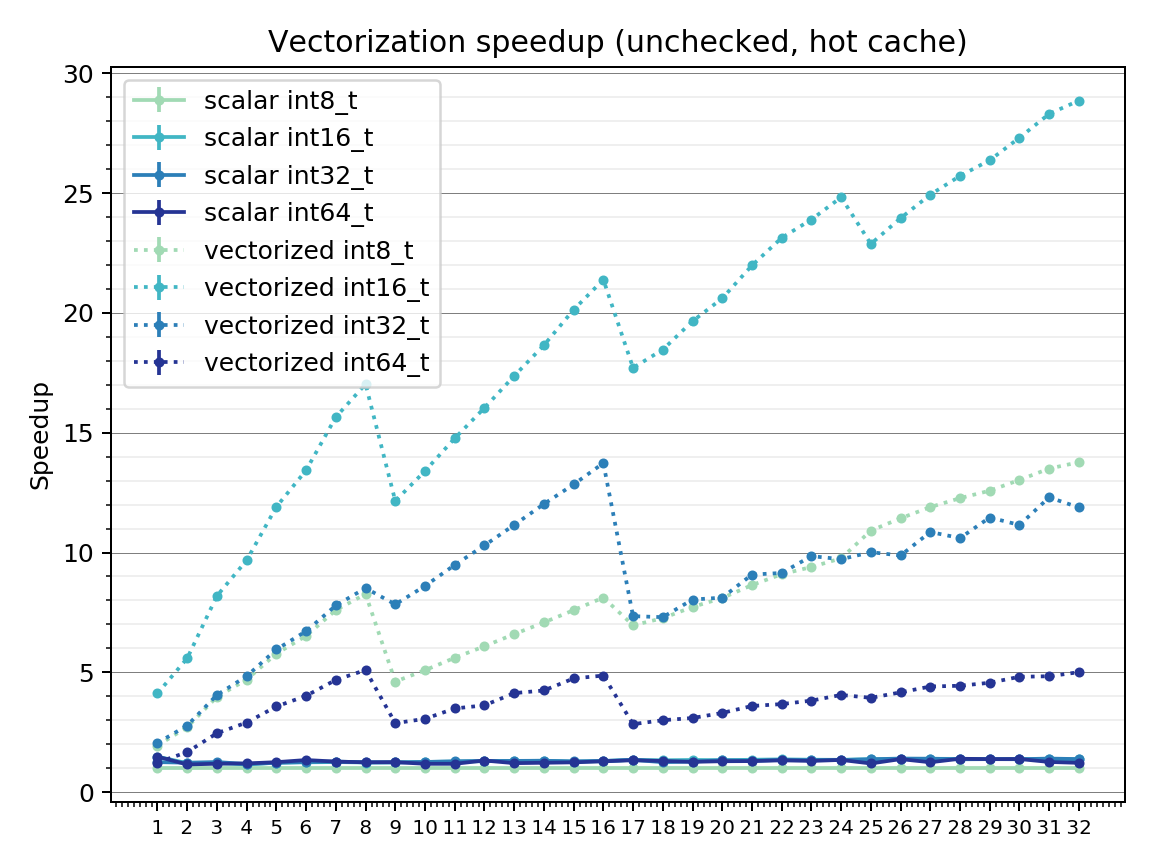 Vectorization speedup (unchecked, hot cache)
30
25
20
15
10
5
0
Speedup
scalar int8_t
scalar int16_t
scalar int32_t
scalar int64_t
vectorized int8_t
vectorized int16_t
vectorized int32_t
vectorized int64_t
1 2 3 4 5 6 7 8 9 10 11 12 13 14 15 16 17 18 19 20 21 22 23 24 25 26 27 28 29 30 31 32